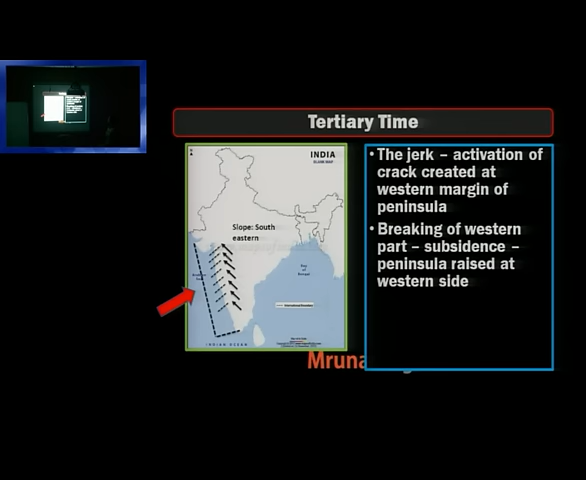 Tertiary Time
INDIA
Slope: South
eastern
Bay
of
Bengal
INDIAN OCEAN
• The jerk – activation of
crack created at
western margin of
peninsula
• Breaking of western
part – subsidence –
peninsula raised at
western side